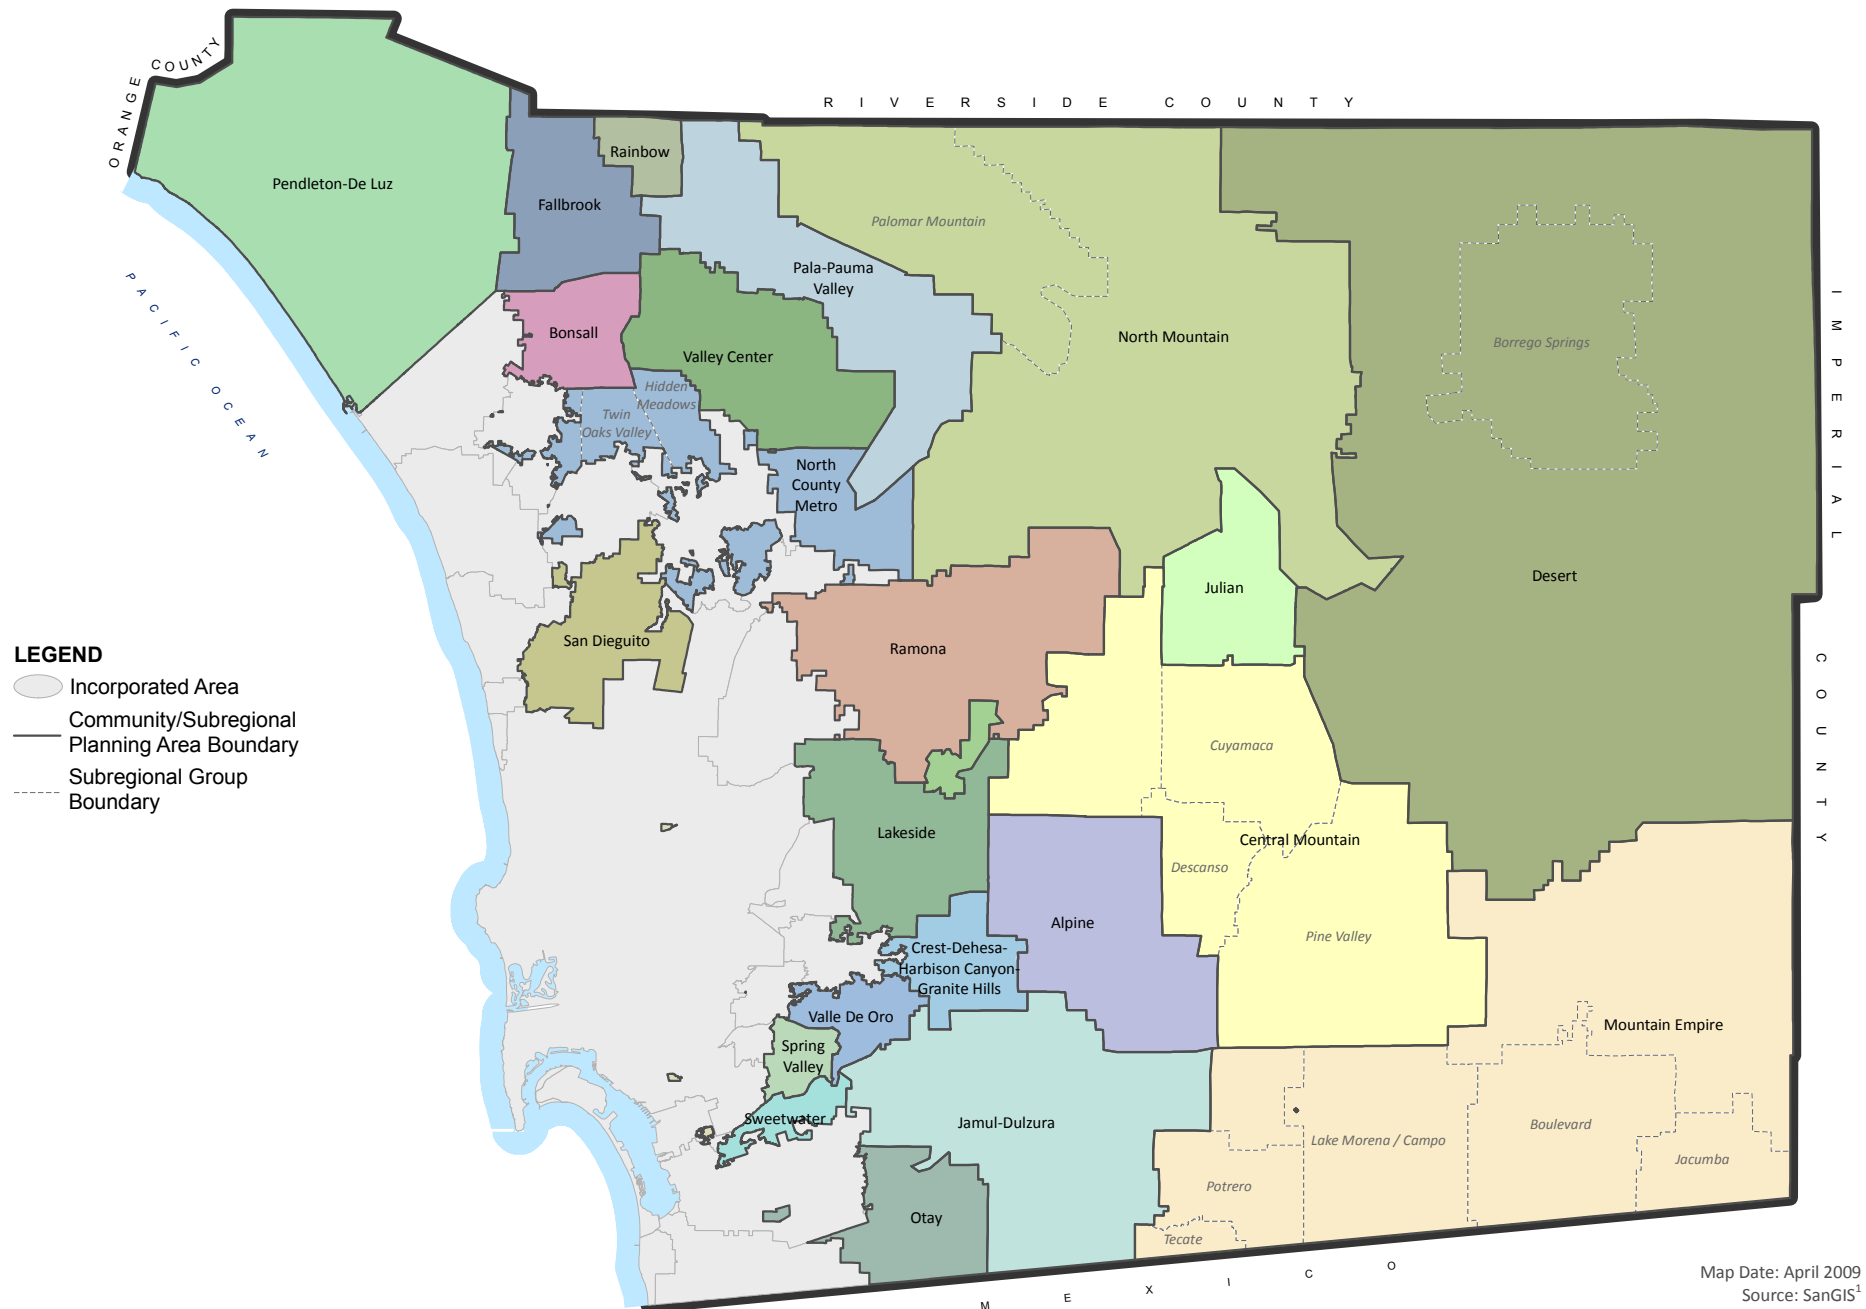 ORANGE COUNTY
RIVERSIDE COUNTY
Rainbow
Pendleton-De Luz
Fallbrook
Palomar Mountain
Pala-Pauma
Valley
PACIFIC OCEAN
IMPERIAL COUNTY
Bonsall
North Mountain
Borrego Springs
Valley Center
Hidden
Meadows
Twin
Oaks Valley
North
County
Metro
Desert
Julian
San Dieguito
Ramona
LEGEND
Incorporated Area
Community/Subregional
Planning Area Boundary
Subregional Group
Boundary
Cuyamaca
Lakeside
Central Mountain
Descanso
Alpine
Pine Valley
Crest-Dehesa-
Harbison Canyon-
Granite Hills
Valle De Oro
Mountain Empire
Spring
Valley
Sweetwater
Jamul-Dulzura
Boulevard
Lake Morena / Campo
Jacumba
Potrero
Otay
Tecate
MEXICO
Map Date: April 2009
Source: SanGIS1